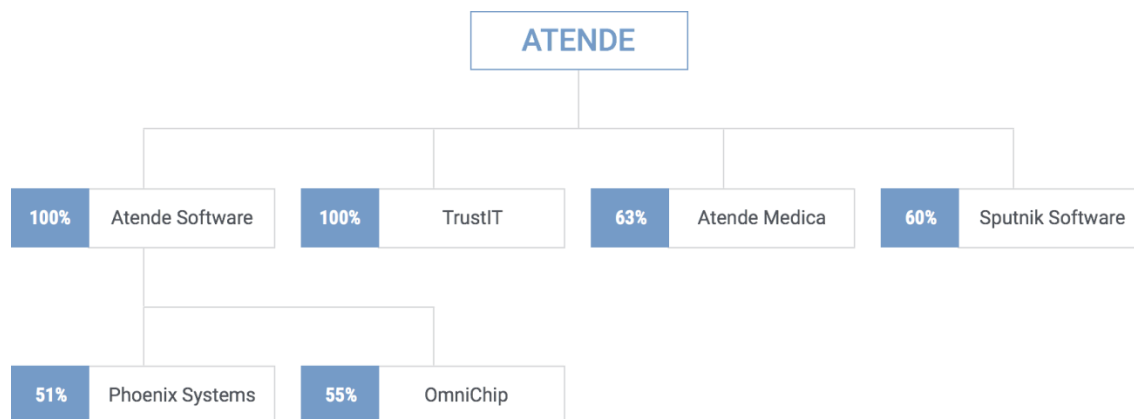 ATENDE
100% Atende Software
100% TrustIT
63% Atende Medica
60% Sputnik Software
51% Phoenix Systems
55% OmniChip